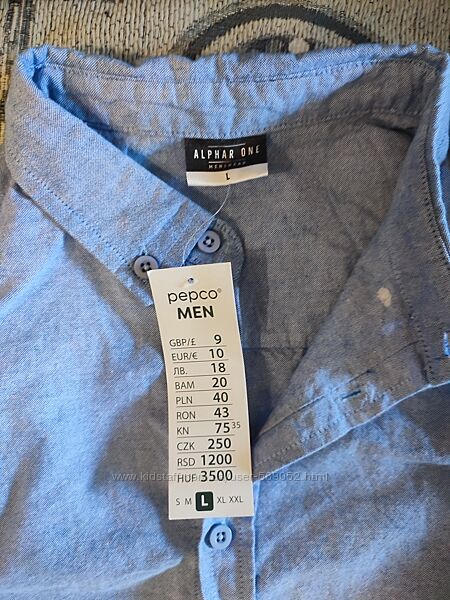 ALPHAR ONE
MENSWEAR
L
pepco®
MEN
GBP/£ 9
EUR/€ 10
ЛВ. 18
BAM 20
PLN 40
RON 43
KN 75 35
CZK 250
RSD 1200
HUF 3500
S M L XL XXL